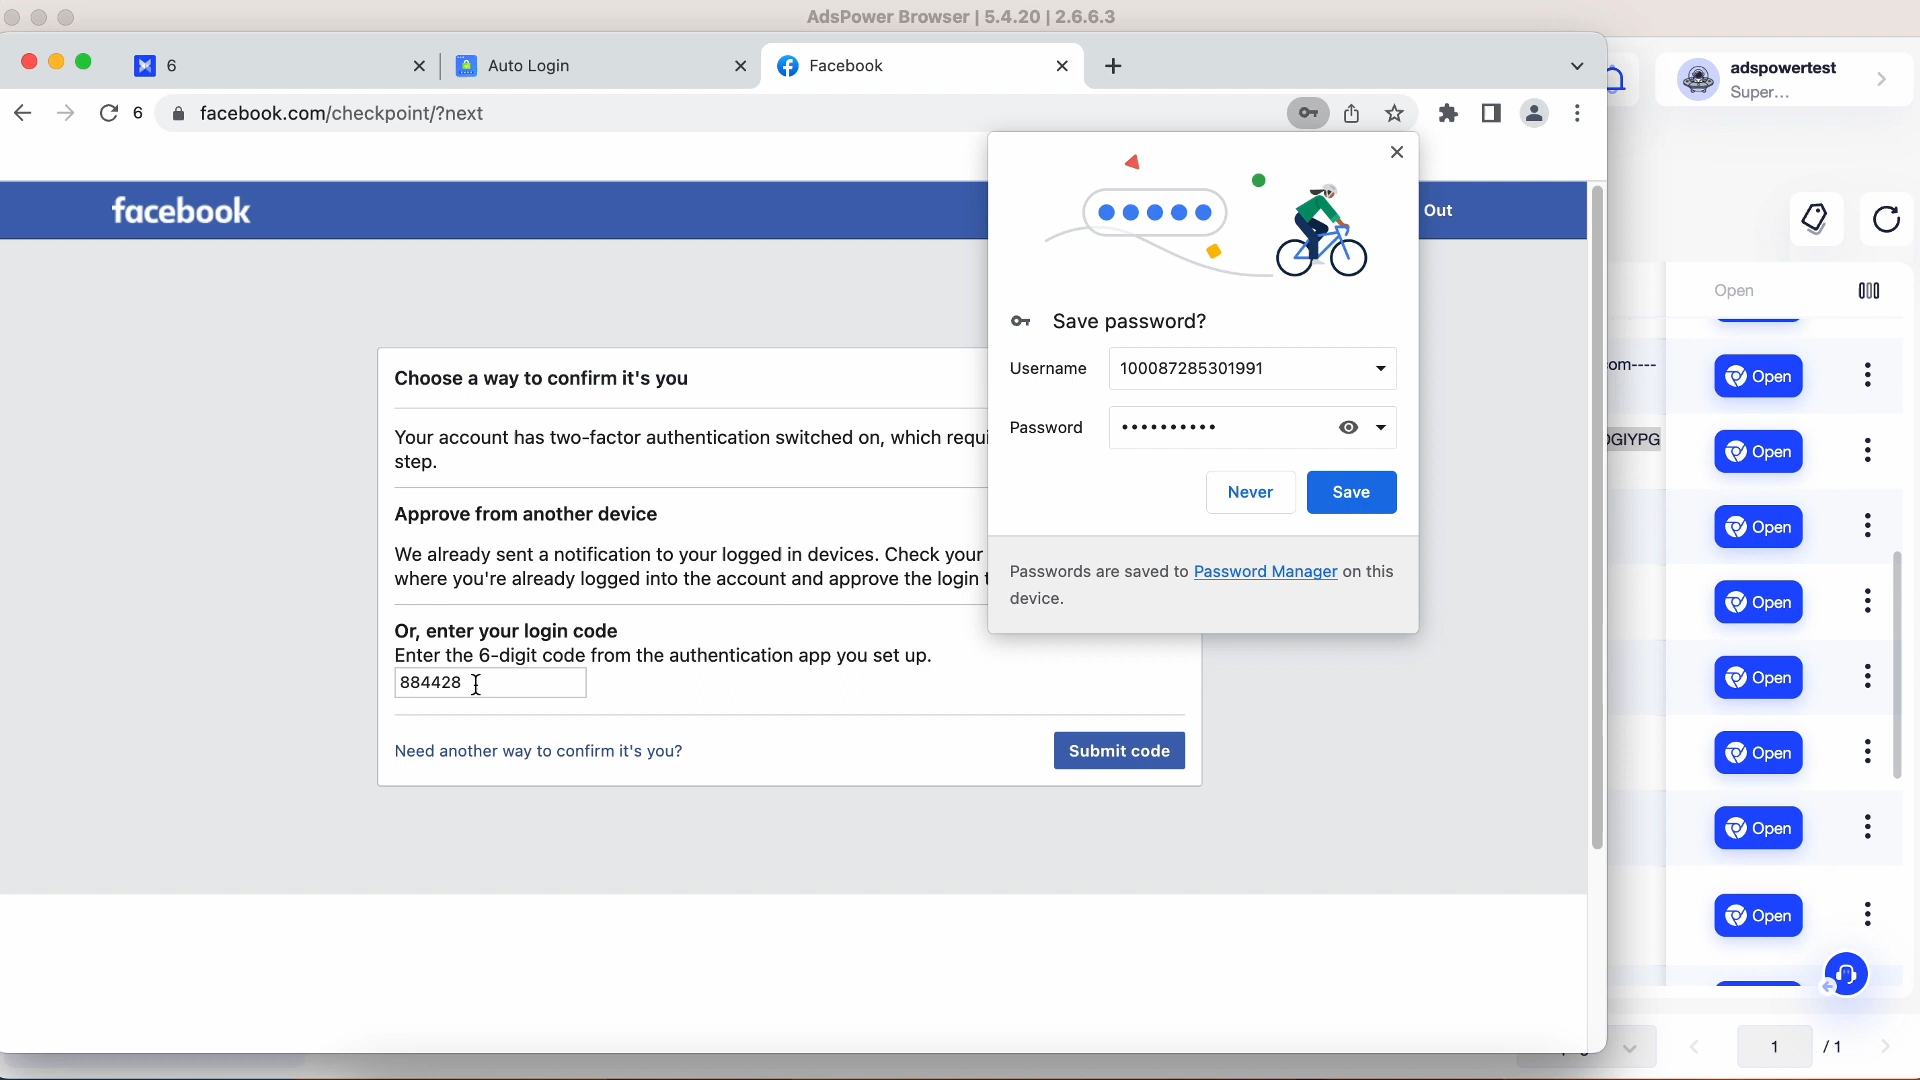 AdsPower Browser | 5.4.20 | 2.6.6.3
6
Auto Login
Facebook
6
facebook.com/checkpoint/?next
adspowertest
Super...
facebook
Out
Save password?
Username
100087285301991
Password
••••••••••
Never
Save
Passwords are saved to Password Manager on this
device.
Choose a way to confirm it's you
Your account has two-factor authentication switched on, which requi
step.
Approve from another device
We already sent a notification to your logged in devices. Check your
where you're already logged into the account and approve the login t
Or, enter your login code
Enter the 6-digit code from the authentication app you set up.
884428
Need another way to confirm it's you?
Submit code
Open
om----
Open
GIYPG
Open
Open
Open
Open
Open
Open
Open
1
/ 1